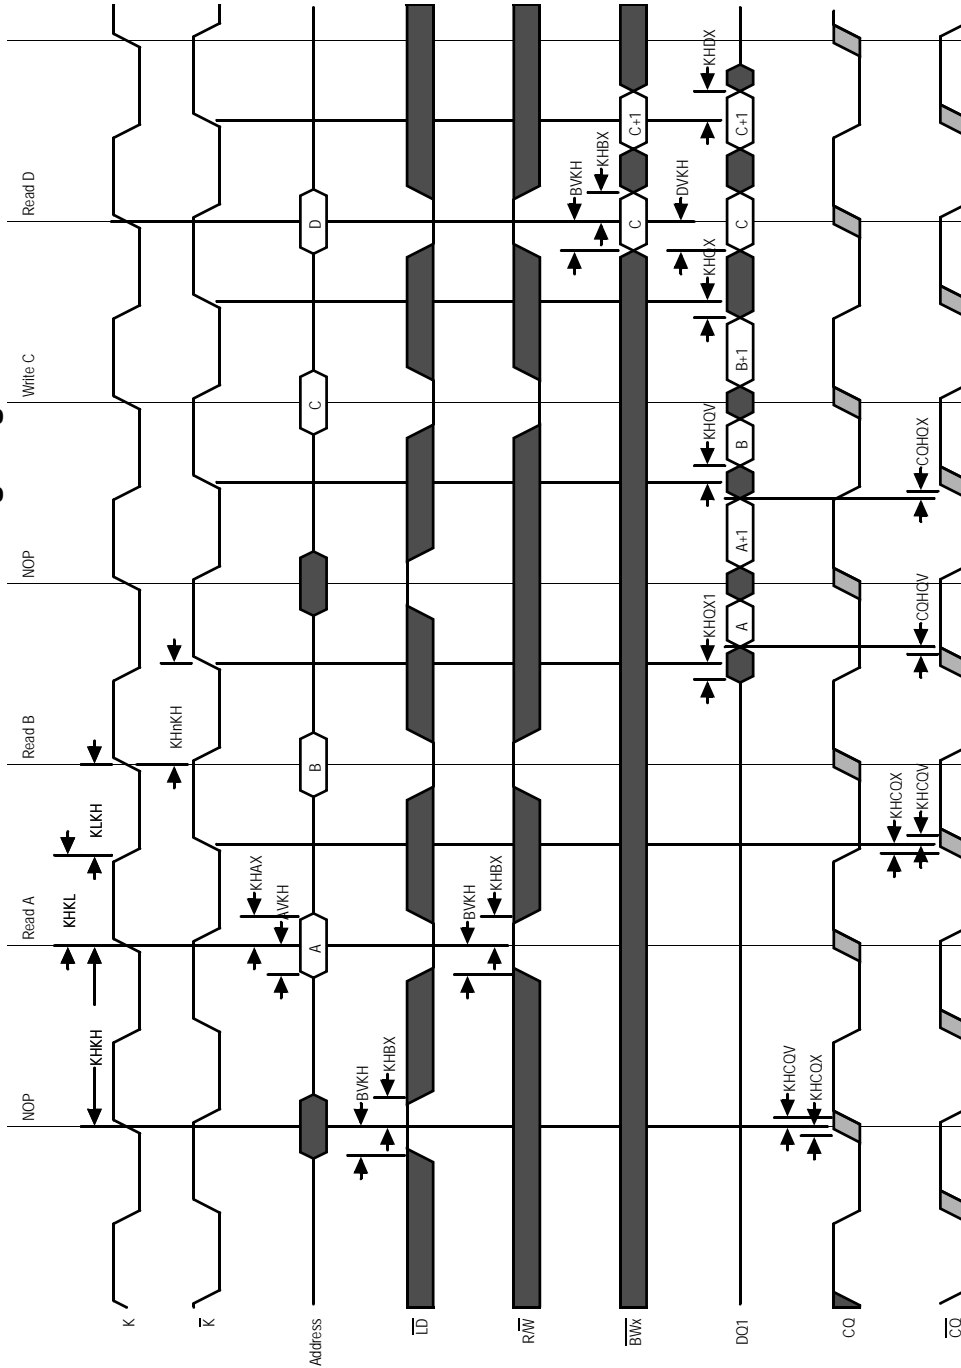 NOP
Read A
Read B
NOP
Write C
Read D
K
KHKH
KHKL
KLKH
K
KHnKH
Address
A
B
C
D
KHAX
AVKH
LD
BVKH
KHBX
R/W
BVKH
KHBX
BWx
C
C+1
BVKH
KHBX
DQ1
A
A+1
B
B+1
C
C+1
KHQX1
KHQV
KHQX
DVKH
KHDX
CQ
KHCQV
KHCQX
CQ
KHCQX
KHCQV
CQHQV
CQHQX